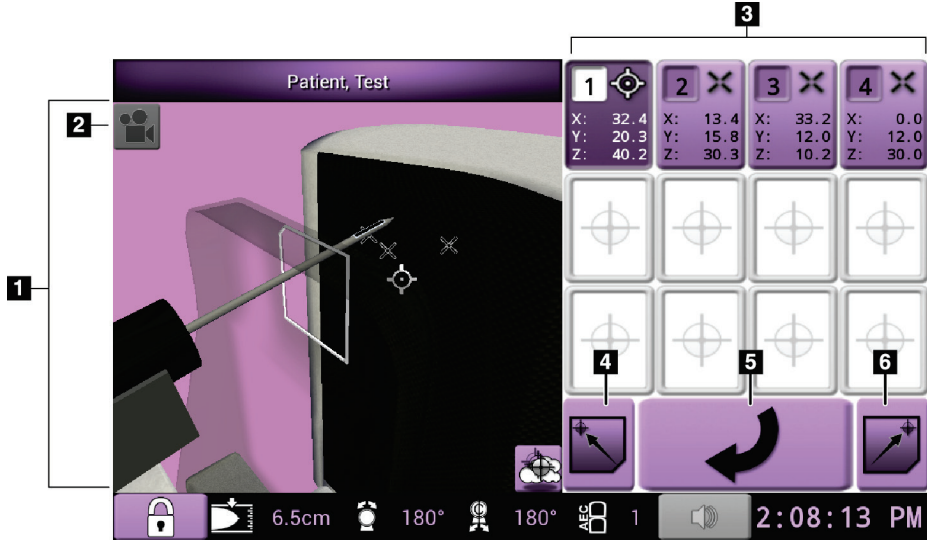 3
Patient, Test
1 2 3 4
X: 32.4 X: 13.4 X: 33.2 X: 0.0
Y: 20.3 Y: 15.8 Y: 12.0 Y: 12.0
Z: 40.2 Z: 30.3 Z: 10.2 Z: 30.0
2
1
4 5 6
6.5cm 180° 180° AEC 1 2:08:13 PM